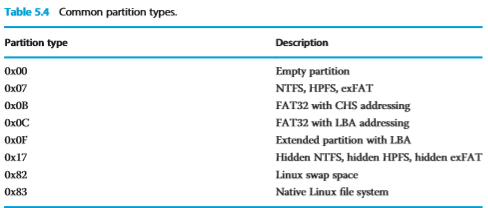 Table 5.4 Common partition types.
Partition type Description
0x00 Empty partition
0x07 NTFS, HPFS, exFAT
0x0B FAT32 with CHS addressing
0x0C FAT32 with LBA addressing
0x0F Extended partition with LBA
0x17 Hidden NTFS, hidden HPFS, hidden exFAT
0x82 Linux swap space
0x83 Native Linux file system